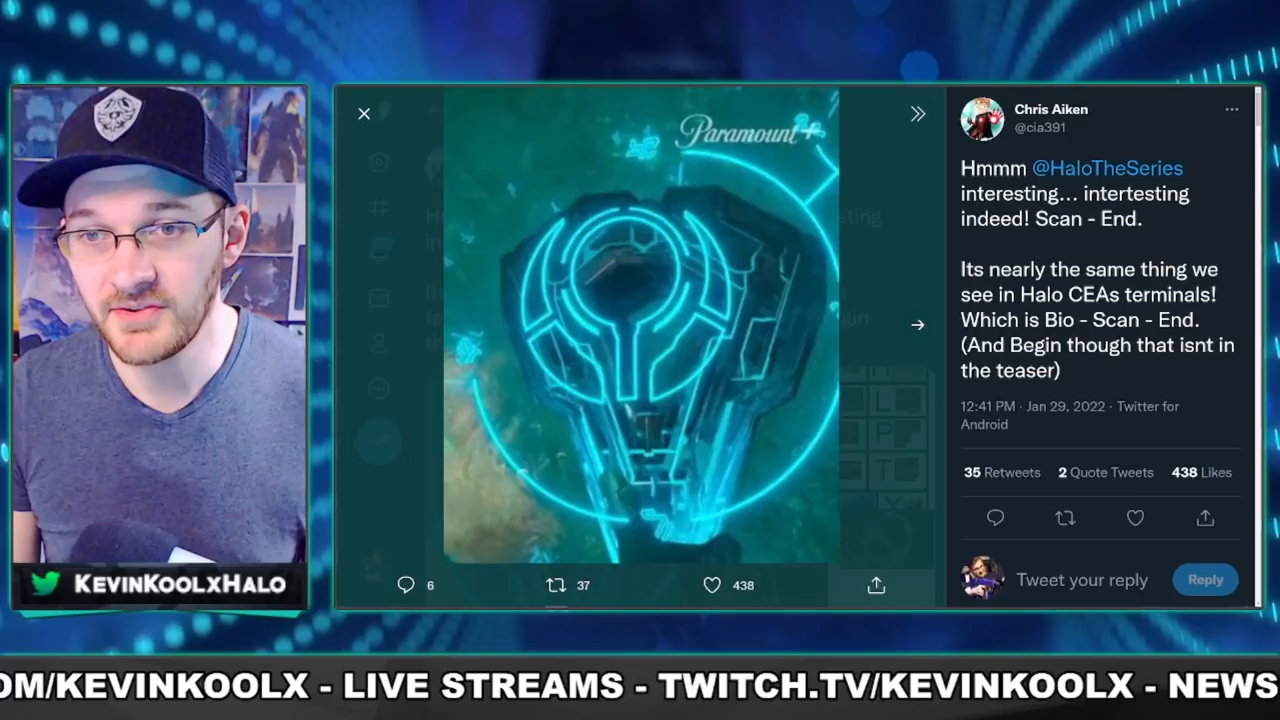 Paramount+
Chris Aiken
@cia391
Hmmm @HaloTheSeries
interesting... intertesting
indeed! Scan - End.
Its nearly the same thing we
see in Halo CEAs terminals!
Which is Bio - Scan - End.
(And Begin though that isnt in
the teaser)
12:41 PM · Jan 29, 2022 · Twitter for
Android
35 Retweets 2 Quote Tweets 438 Likes
6 37 438
Tweet your reply Reply
KEVINKOOLXHALO
OM/KEVINKOOLX - LIVE STREAMS - TWITCH.TV/KEVINKOOLX - NEWS